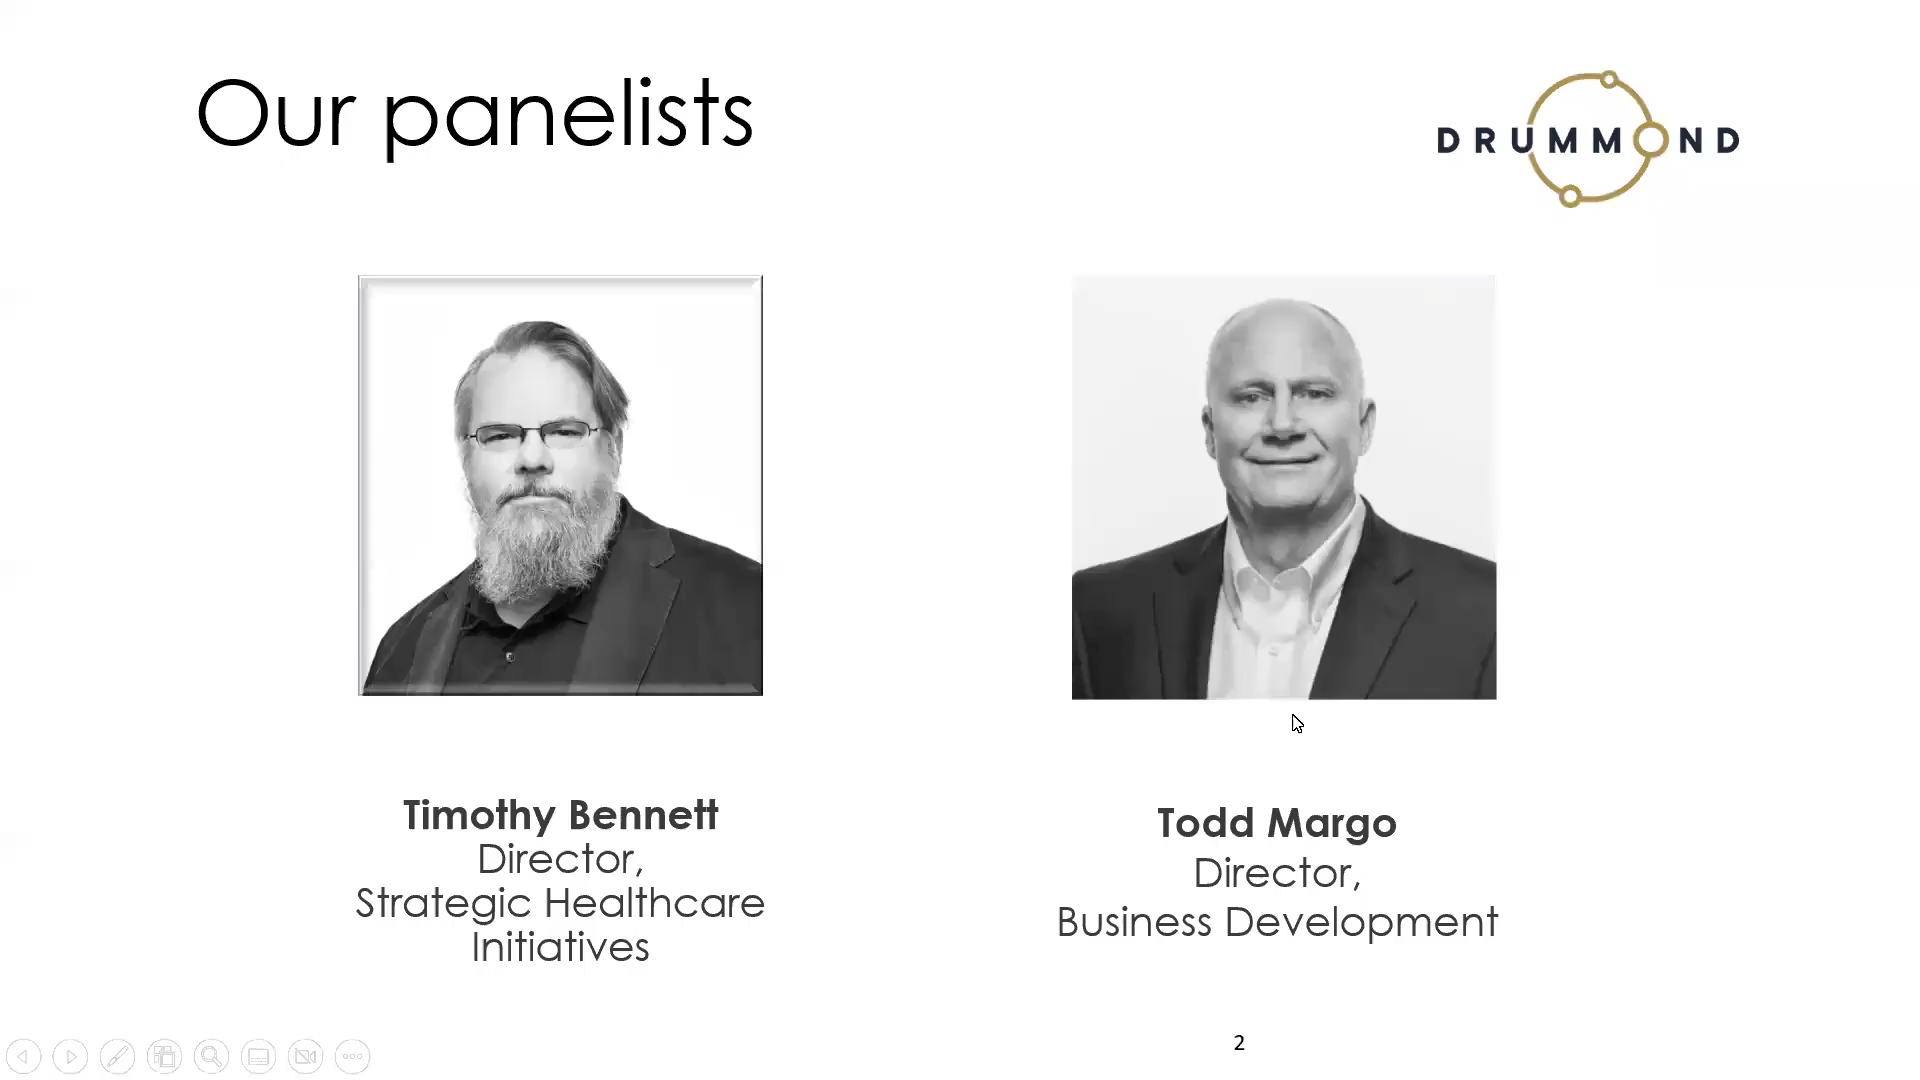 Our panelists
DRUMMOND
Timothy Bennett
Director,
Strategic Healthcare
Initiatives
Todd Margo
Director,
Business Development
2